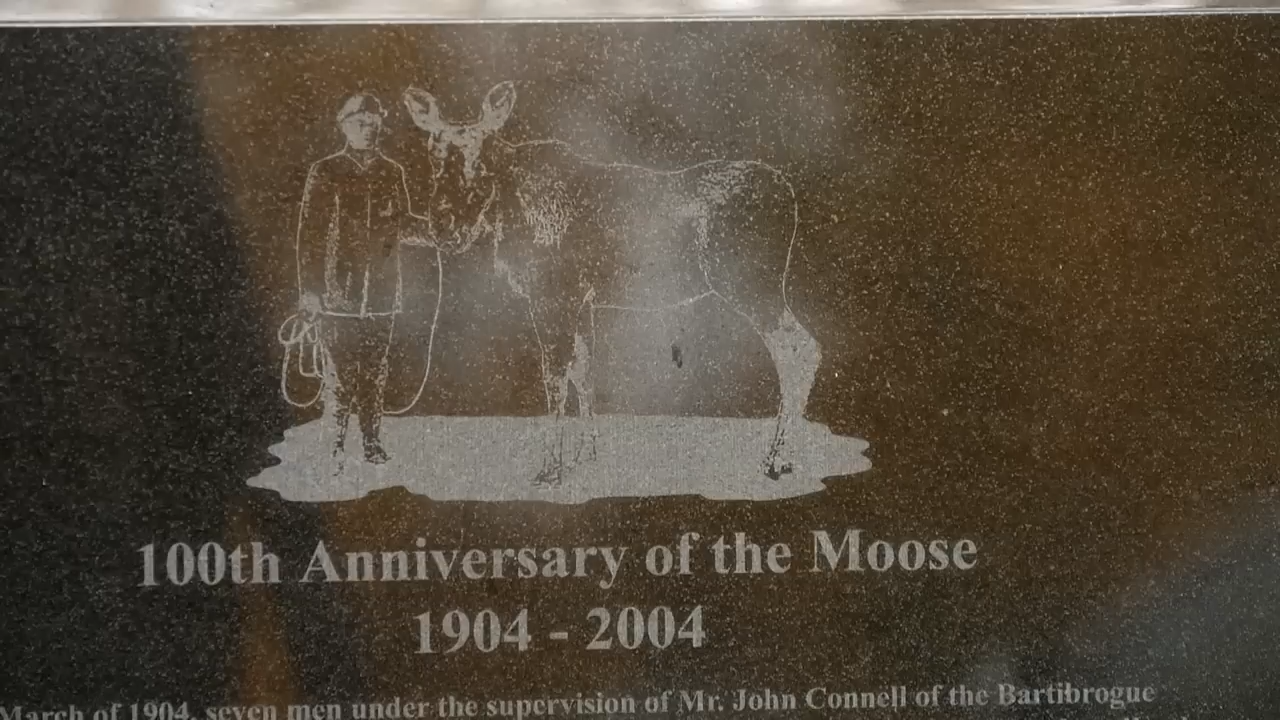 100th Anniversary of the Moose
1904 - 2004
March of 1904, seven men under the supervision of Mr. John Connell of the Bartibrogue